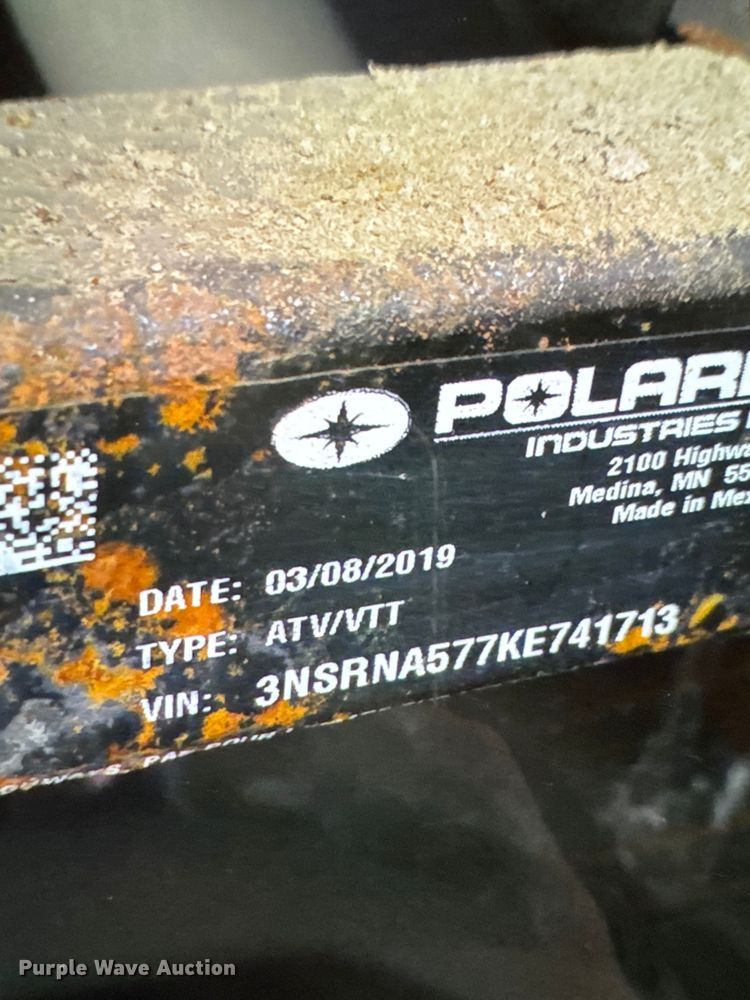 POLARI
INDUSTRIES
2100 Highwa
Medina, MN 55
Made in Mex
DATE: 03/08/2019
TYPE: ATV/VTT
VIN: 3NSRNA577KE741713
Purple Wave Auction